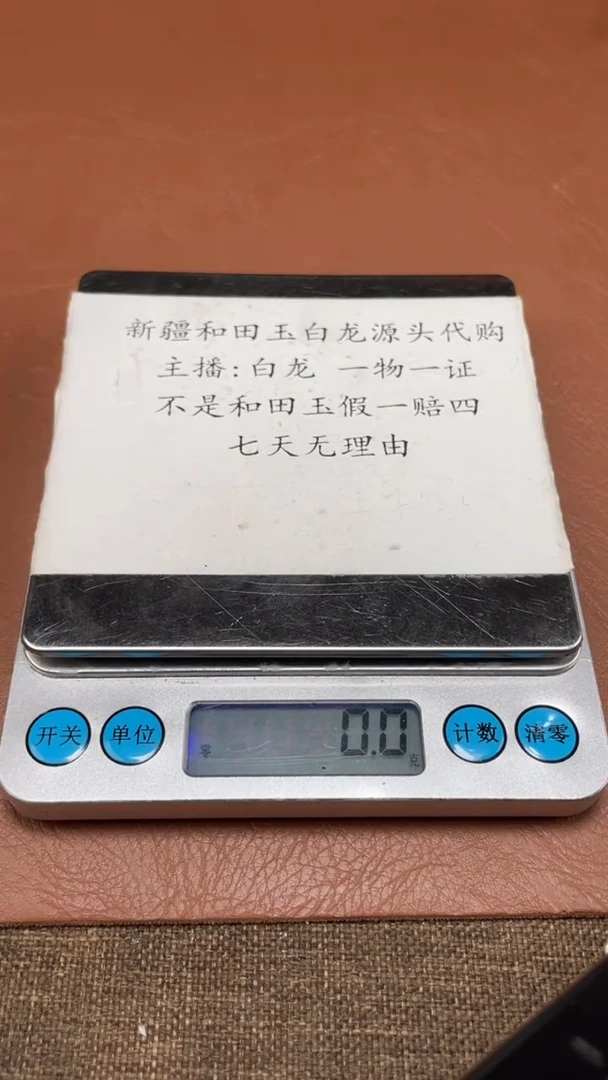 新疆和田玉白龙源头代购
主播:白龙 一物一证
不是和田玉假一赔四
七天无理由
开关 单位 零 0.0 克 计数 清零